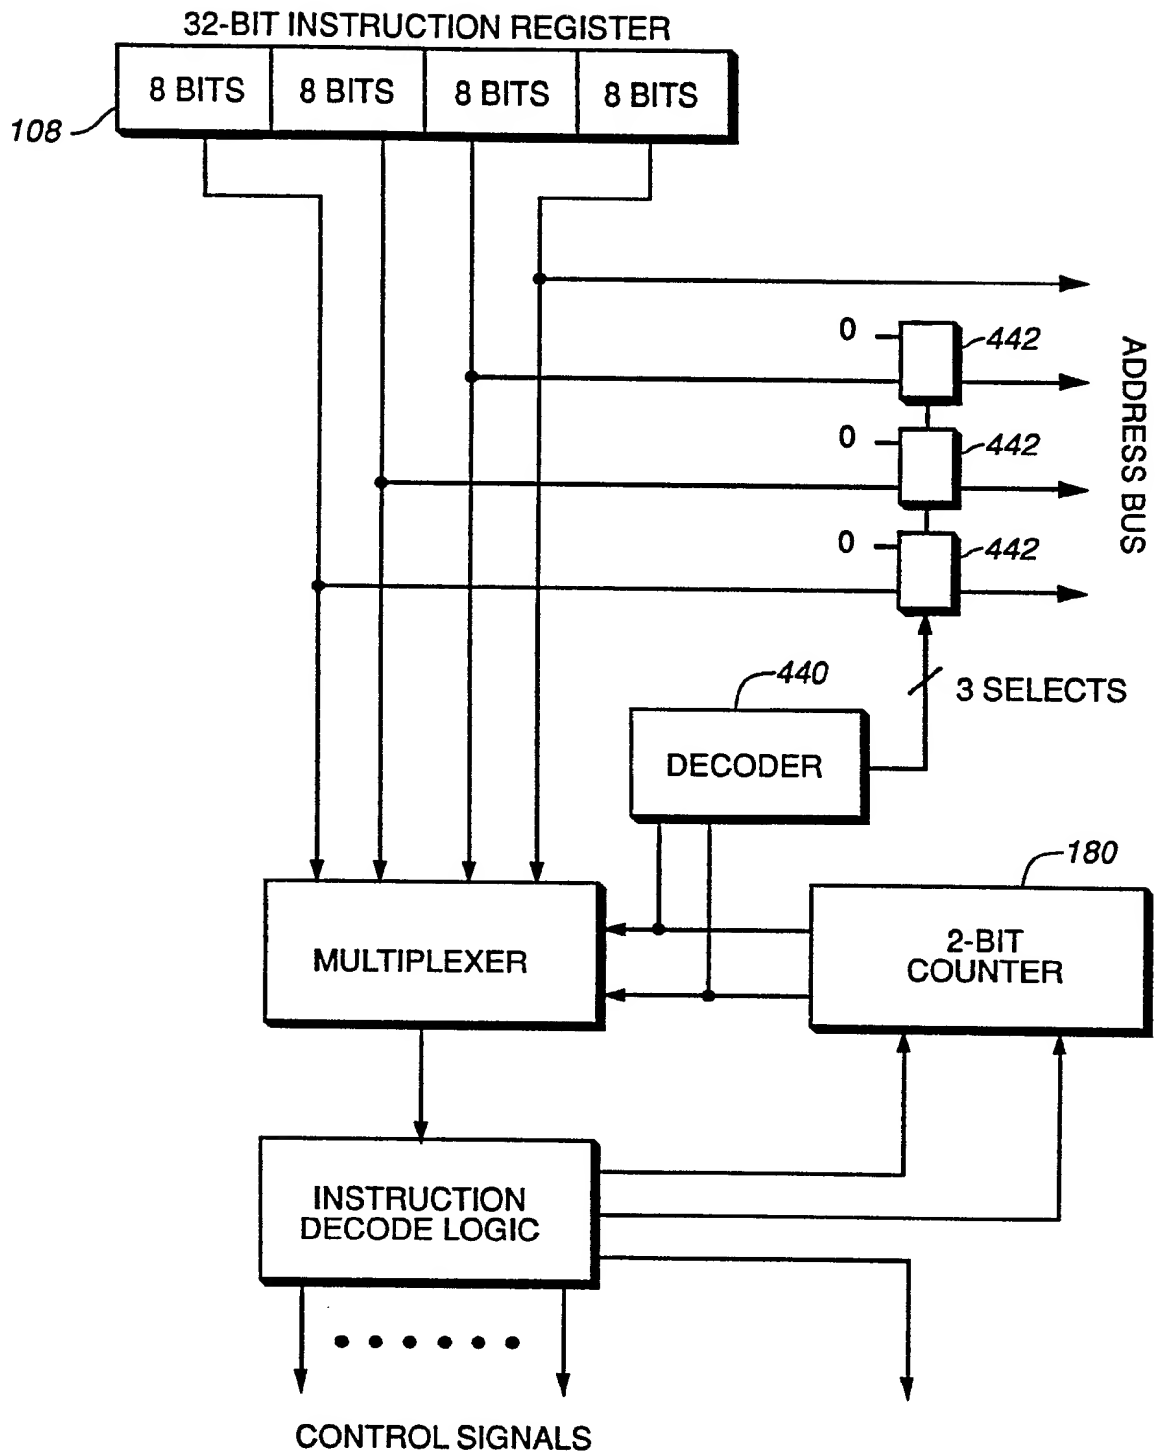 32-BIT INSTRUCTION REGISTER
8 BITS 8 BITS 8 BITS 8 BITS
108
0 442
0 442
0 442
ADDRESS BUS
440
3 SELECTS
DECODER
180
MULTIPLEXER
2-BIT
COUNTER
INSTRUCTION
DECODE LOGIC
CONTROL SIGNALS